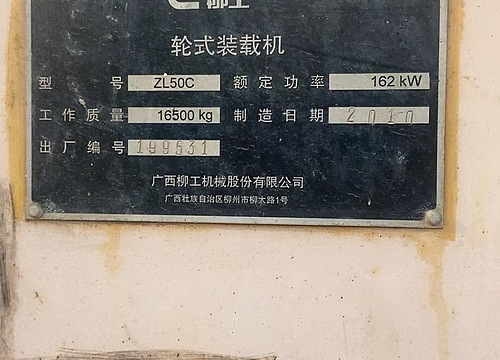 柳工
轮式装载机
型号 ZL50C 额定功率 162 kW
工作质量 16500 kg 制造日期 2010
出厂编号 199531
广西柳工机械股份有限公司
广西壮族自治区柳州市柳太路1号